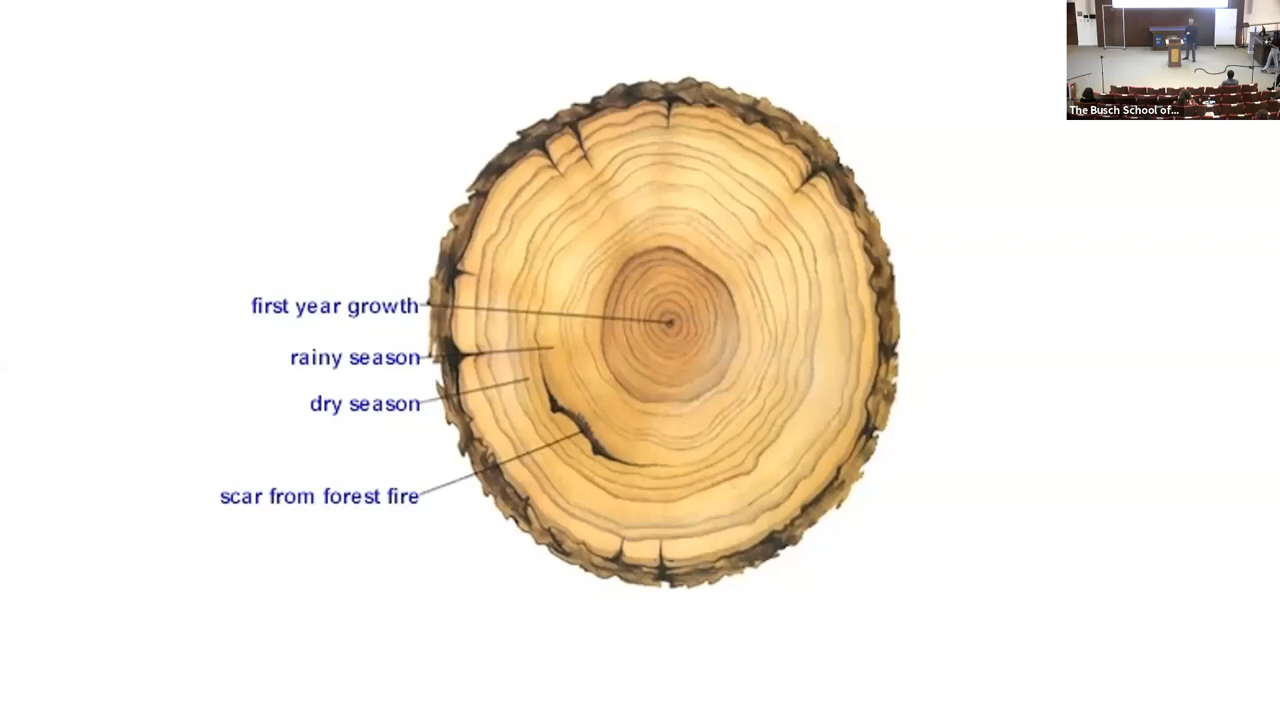 The Busch School of...
first year growth
rainy season
dry season
scar from forest fire